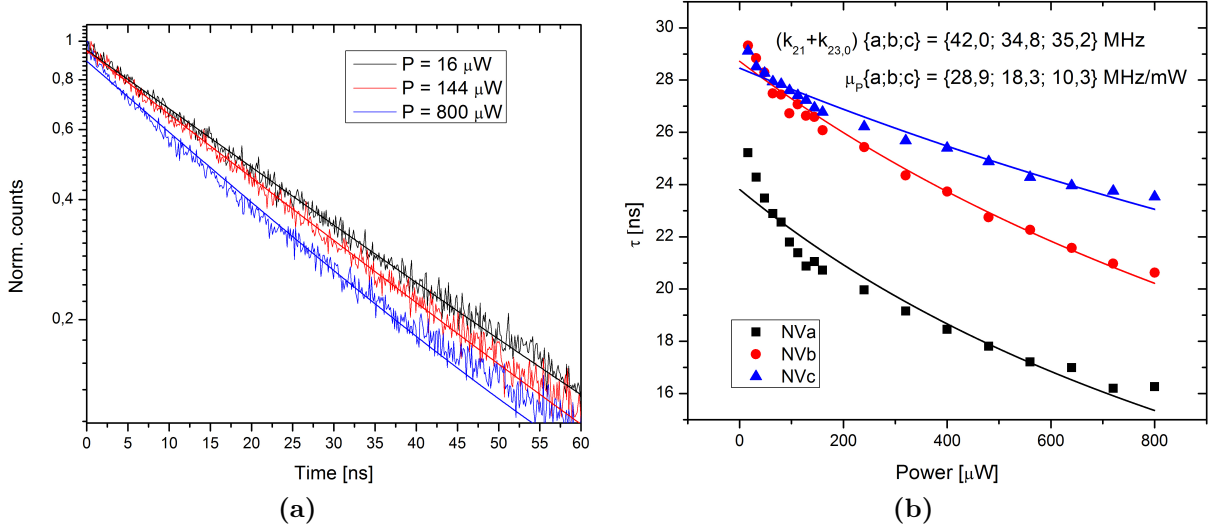 1
0,8
0,6
0,4
0,2
Norm. counts
P = 16 μW
P = 144 μW
P = 800 μW
0 5 10 15 20 25 30 35 40 45 50 55 60
Time [ns]
(a)
30
28
26
24
22
20
18
16
τ [ns]
(k21+k23,0) {a;b;c} = {42,0; 34,8; 35,2} MHz
μP{a;b;c} = {28,9; 18,3; 10,3} MHz/mW
NVa
NVb
NVc
0 200 400 600 800
Power [μW]
(b)